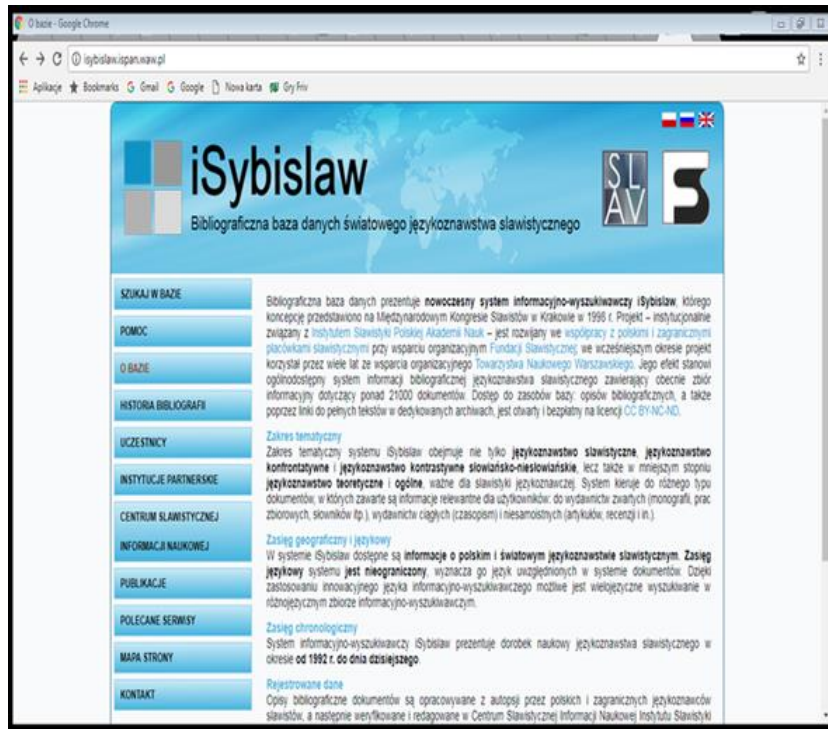 O bazie - Google Chrome
isybislaw.ispan.waw.pl
Aplikacje Bookmarks Gmail Google Nowa karta Gry Friv
iSybislaw
Bibliograficzna baza danych światowego językoznawstwa slawistycznego
SL
AV
SZUKAJ W BAZIE
POMOC
O BAZIE
HISTORIA BIBLIOGRAFII
UCZESTNICY
INSTYTUCJE PARTNERSKIE
CENTRUM SLAWISTYCZNEJ
INFORMACJI NAUKOWEJ
PUBLIKACJE
POLECANE SERWISY
MAPA STRONY
KONTAKT
Bibliograficzna baza danych prezentuje nowoczesny system informacyjno-wyszukiwawczy iSybislaw, którego
koncepcję przedstawiono na Międzynarodowym Kongresie Slawistów w Krakowie w 1998 r. Projekt – instytucjonalnie
związany z Instytutem Slawistyki Polskiej Akademii Nauk – jest rozwijany we współpracy z polskimi i zagranicznymi
placówkami slawistycznymi przy wsparciu organizacyjnym Fundacji Slawistycznej; we wcześniejszym okresie projekt
korzystał przez wiele lat ze wsparcia organizacyjnego Towarzystwa Naukowego Warszawskiego. Jego efekt stanowi
ogólnodostępny system informacji bibliograficznej językoznawstwa slawistycznego zawierający obecnie zbiór
informacyjny dotyczący ponad 21000 dokumentów. Dostęp do zasobów bazy: opisów bibliograficznych, a także
poprzez linki do pełnych tekstów w dedykowanych archiwach, jest otwarty i bezpłatny na licencji CC BY-NC-ND.
Zakres tematyczny
Zakres tematyczny systemu iSybislaw obejmuje nie tylko językoznawstwo slawistyczne, językoznawstwo
konfrontatywne i językoznawstwo kontrastywne słowiańsko-niesłowiańskie, lecz także w mniejszym stopniu
językoznawstwo teoretyczne i ogólne, ważne dla slawistyki językoznawczej. System kieruje do różnego typu
dokumentów, w których zawarte są informacje relewantne dla użytkowników: do wydawnictw zwartych (monografii, prac
zbiorowych, słowników itp.), wydawnictw ciągłych (czasopism) i niesamoistnych (artykułów, recenzji i in.).
Zasięg geograficzny i językowy
W systemie iSybislaw dostępne są informacje o polskim i światowym językoznawstwie slawistycznym. Zasięg
językowy systemu jest nieograniczony, wyznacza go język uwzględnionych w systemie dokumentów. Dzięki
zastosowaniu innowacyjnego języka informacyjno-wyszukiwawczego możliwe jest wielojęzyczne wyszukiwanie w
różnojęzycznym zbiorze informacyjno-wyszukiwawczym.
Zasięg chronologiczny
System informacyjno-wyszukiwawczy iSybislaw prezentuje dorobek naukowy językoznawstwa slawistycznego w
okresie od 1992 r. do dnia dzisiejszego.
Rejestrowane dane
Opisy bibliograficzne dokumentów są opracowywane z autopsji przez polskich i zagranicznych językoznawców
slawistów, a następnie weryfikowane i redagowane w Centrum Slawistycznej Informacji Naukowej Instytutu Slawistyki